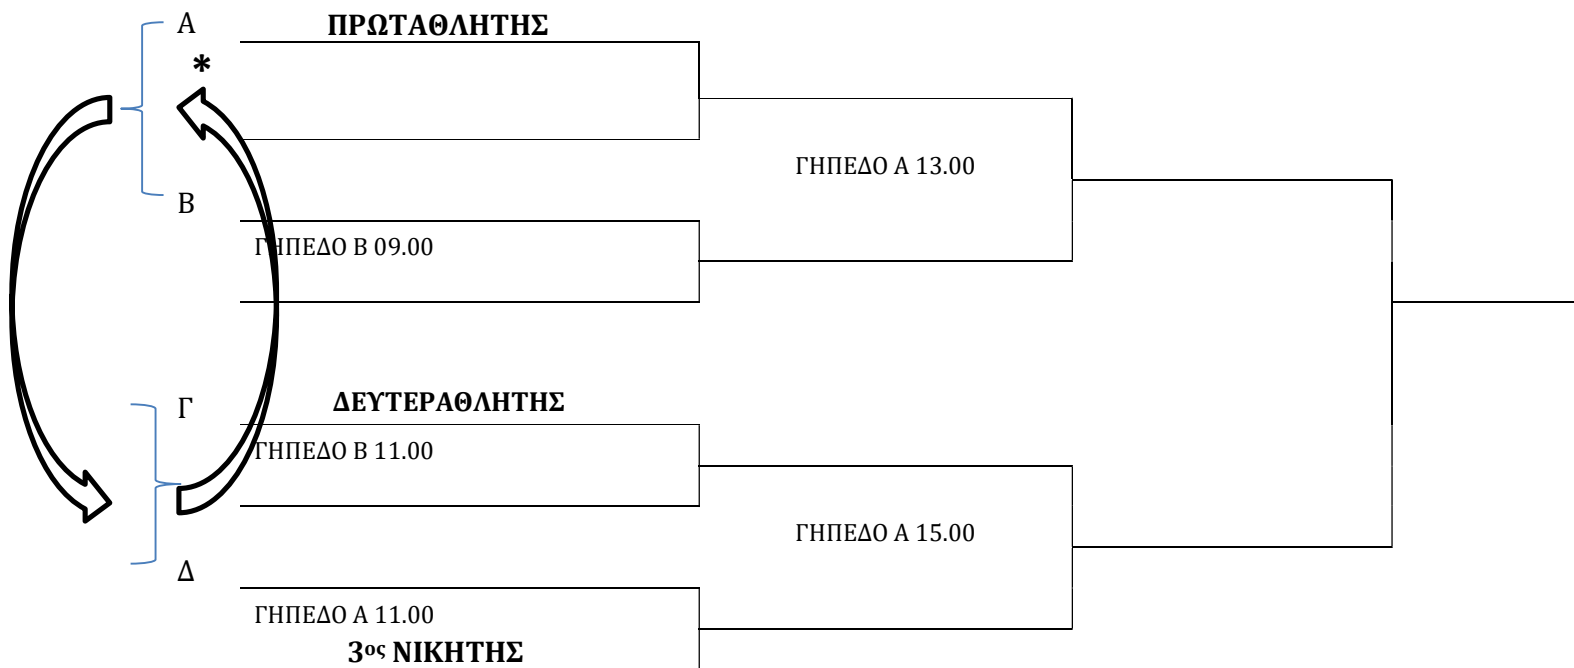 Α
ΠΡΩΤΑΘΛΗΤΗΣ
*
ΓΗΠΕΔΟ Α 13.00
Β
ΓΗΠΕΔΟ Β 09.00
Γ
ΔΕΥΤΕΡΑΘΛΗΤΗΣ
ΓΗΠΕΔΟ Β 11.00
ΓΗΠΕΔΟ Α 15.00
Δ
ΓΗΠΕΔΟ Α 11.00
3ος ΝΙΚΗΤΗΣ